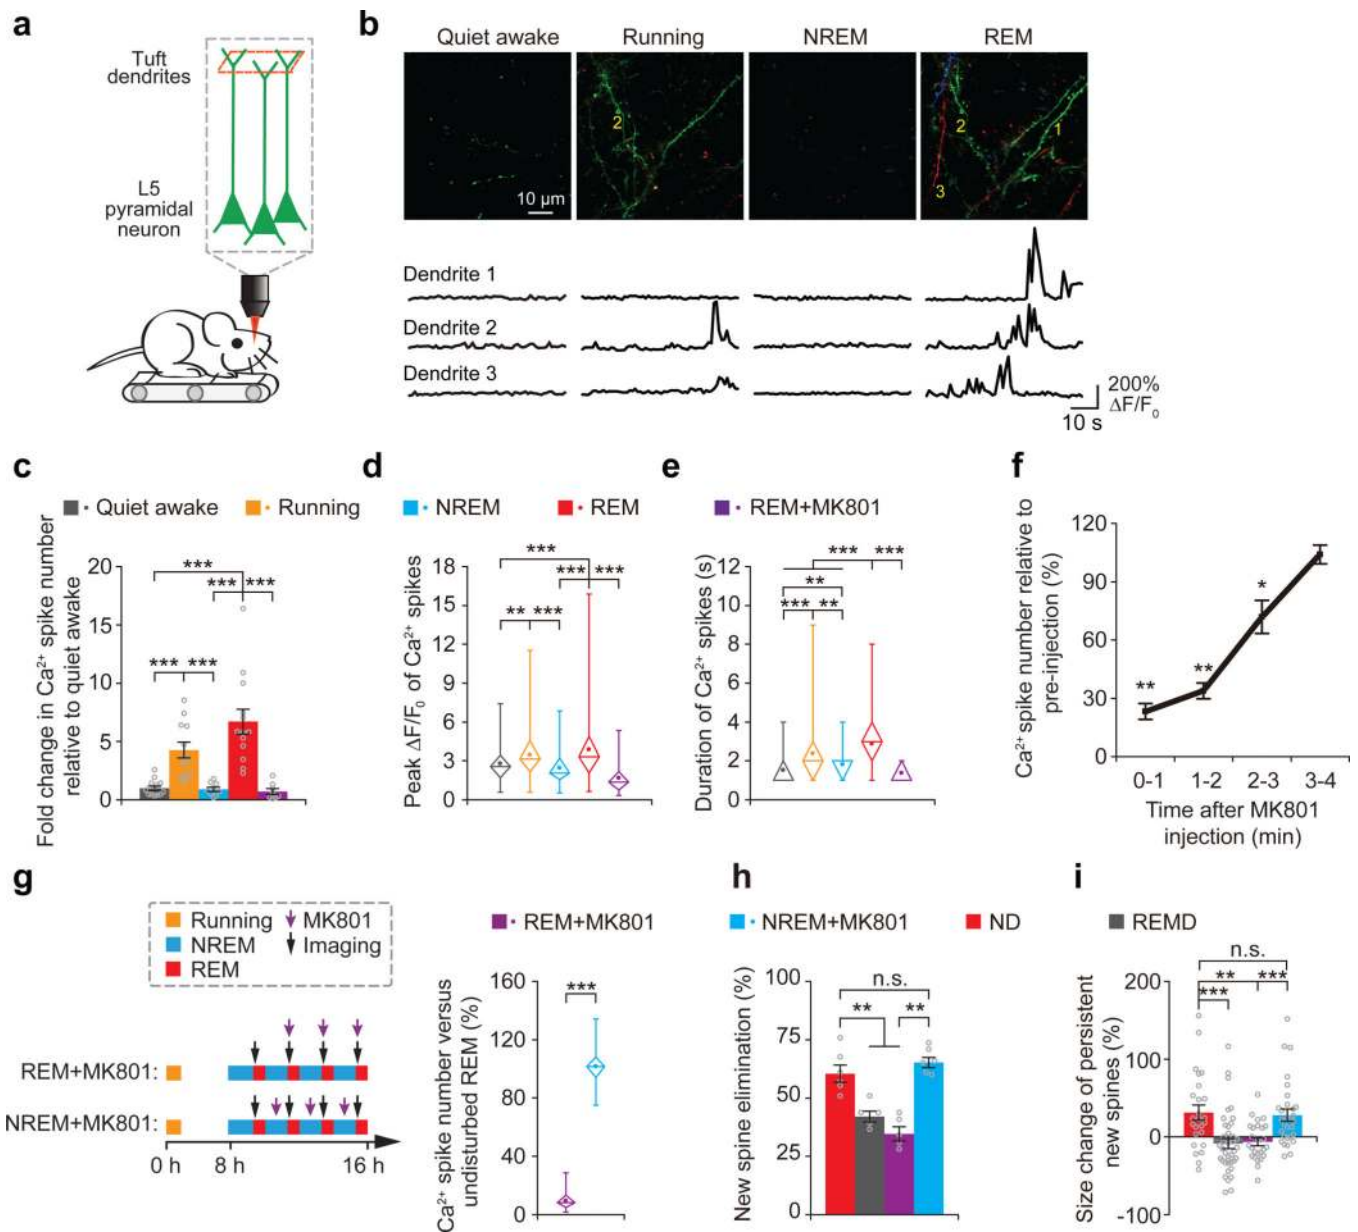 a
Tuft
dendrites
L5
pyramidal
neuron
b
Quiet awake
Running
NREM
REM
2
10 µm
2
1
3
Dendrite 1
Dendrite 2
Dendrite 3
200%
ΔF/F₀
10 s
c
d
e
f
Quiet awake
Running
NREM
REM
REM+MK801
Fold change in Ca²⁺ spike number
relative to quiet awake
20
15
10
5
0
***
*** ***
*** ***
Peak ΔF/F₀ of Ca²⁺ spikes
18
15
12
9
6
3
0
***
*** ***
** ***
Duration of Ca²⁺ spikes (s)
12
10
8
6
4
2
0
*** ***
**
*** **
Ca²⁺ spike number relative to
pre-injection (%)
120
90
60
30
0
**
**
*
0-1
1-2
2-3
3-4
Time after MK801
injection (min)
g
Running
NREM
REM
MK801
Imaging
REM+MK801:
NREM+MK801:
0 h
8 h
16 h
h
i
REM+MK801
NREM+MK801
ND
REMD
Ca²⁺ spike number versus
undisturbed REM (%)
160
120
80
40
0
***
New spine elimination (%)
100
75
50
25
0
n.s.
** **
Size change of persistent
new spines
(%)
200
100
0
-100
n.s.
** ***
***